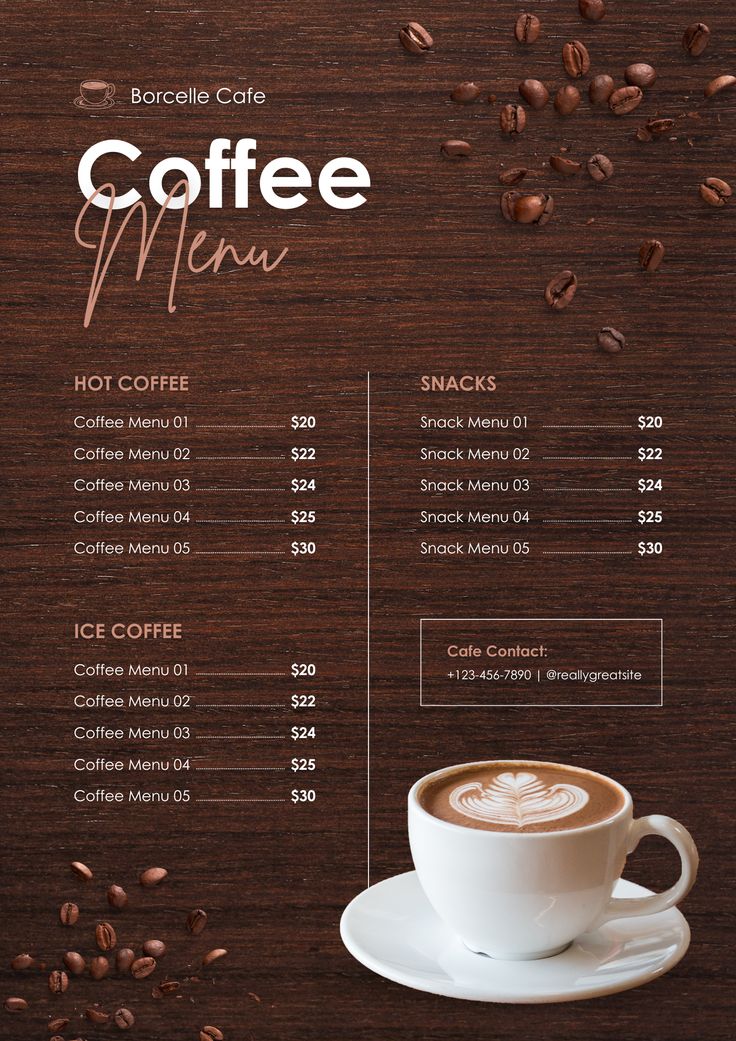 Borcelle Cafe
Coffee
Menu
HOT COFFEE
Coffee Menu 01 $20
Coffee Menu 02 $22
Coffee Menu 03 $24
Coffee Menu 04 $25
Coffee Menu 05 $30
ICE COFFEE
Coffee Menu 01 $20
Coffee Menu 02 $22
Coffee Menu 03 $24
Coffee Menu 04 $25
Coffee Menu 05 $30
SNACKS
Snack Menu 01 $20
Snack Menu 02 $22
Snack Menu 03 $24
Snack Menu 04 $25
Snack Menu 05 $30
Cafe Contact:
+123-456-7890 | @reallygreatsite